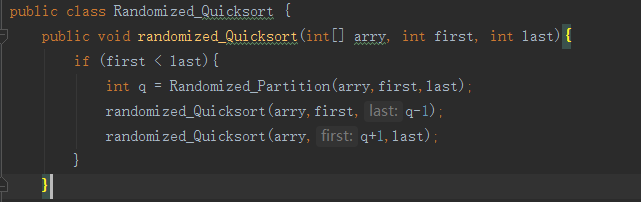 public class Randomized_Quicksort {
public void randomized_Quicksort(int[] arry, int first, int last){
if (first < last){
int q = Randomized_Partition(arry,first,last);
randomized_Quicksort(arry,first, last: q-1);
randomized_Quicksort(arry, first: q+1,last);
}
}